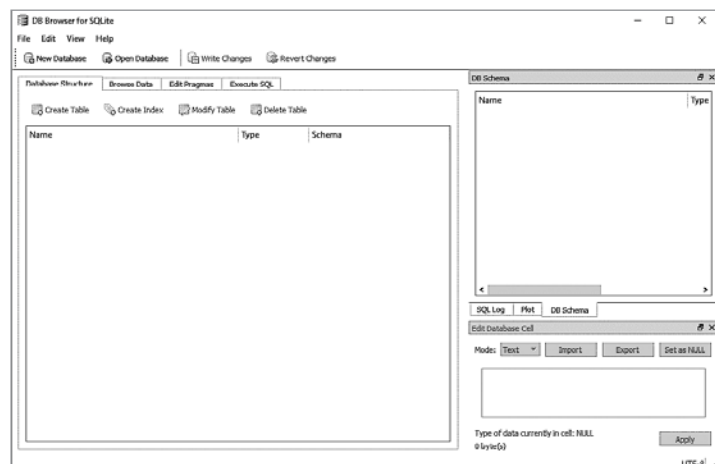 DB Browser for SQLite
File Edit View Help
New Database Open Database Write Changes Revert Changes
Database Structure Browse Data Edit Pragmas Execute SQL
Create Table Create Index Modify Table Delete Table
Name Type Schema
DB Schema
Name Type
SQL Log Plot DB Schema
Edit Database Cell
Mode: Text Import Export Set as NULL
Type of data currently in cell: NULL
0 byte(s)
Apply
UTF-8